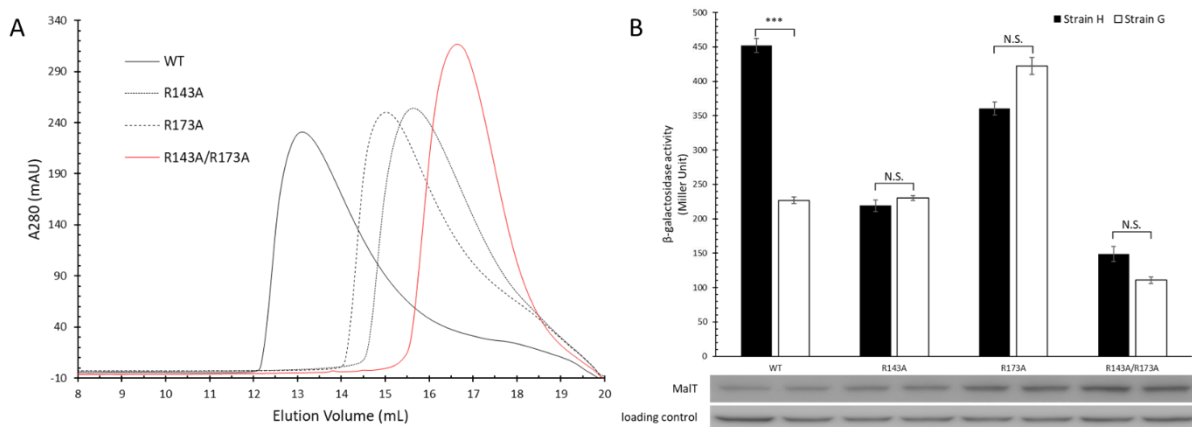 A
340
290
240
190
140
90
40
-10
A280 (mAU)
WT
R143A
R173A
R143A/R173A
8 9 10 11 12 13 14 15 16 17 18 19 20
Elution Volume (mL)
B
500
450
400
350
300
250
200
150
100
50
0
β-galactosidase activity
(Miller Unit)
Strain H Strain G
***
N.S.
N.S.
N.S.
WT R143A R173A R143A/R173A
MalT
loading control